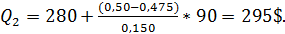 Q₂ = 280 + (0,50−0,475)/0,150 * 90 = 295$.